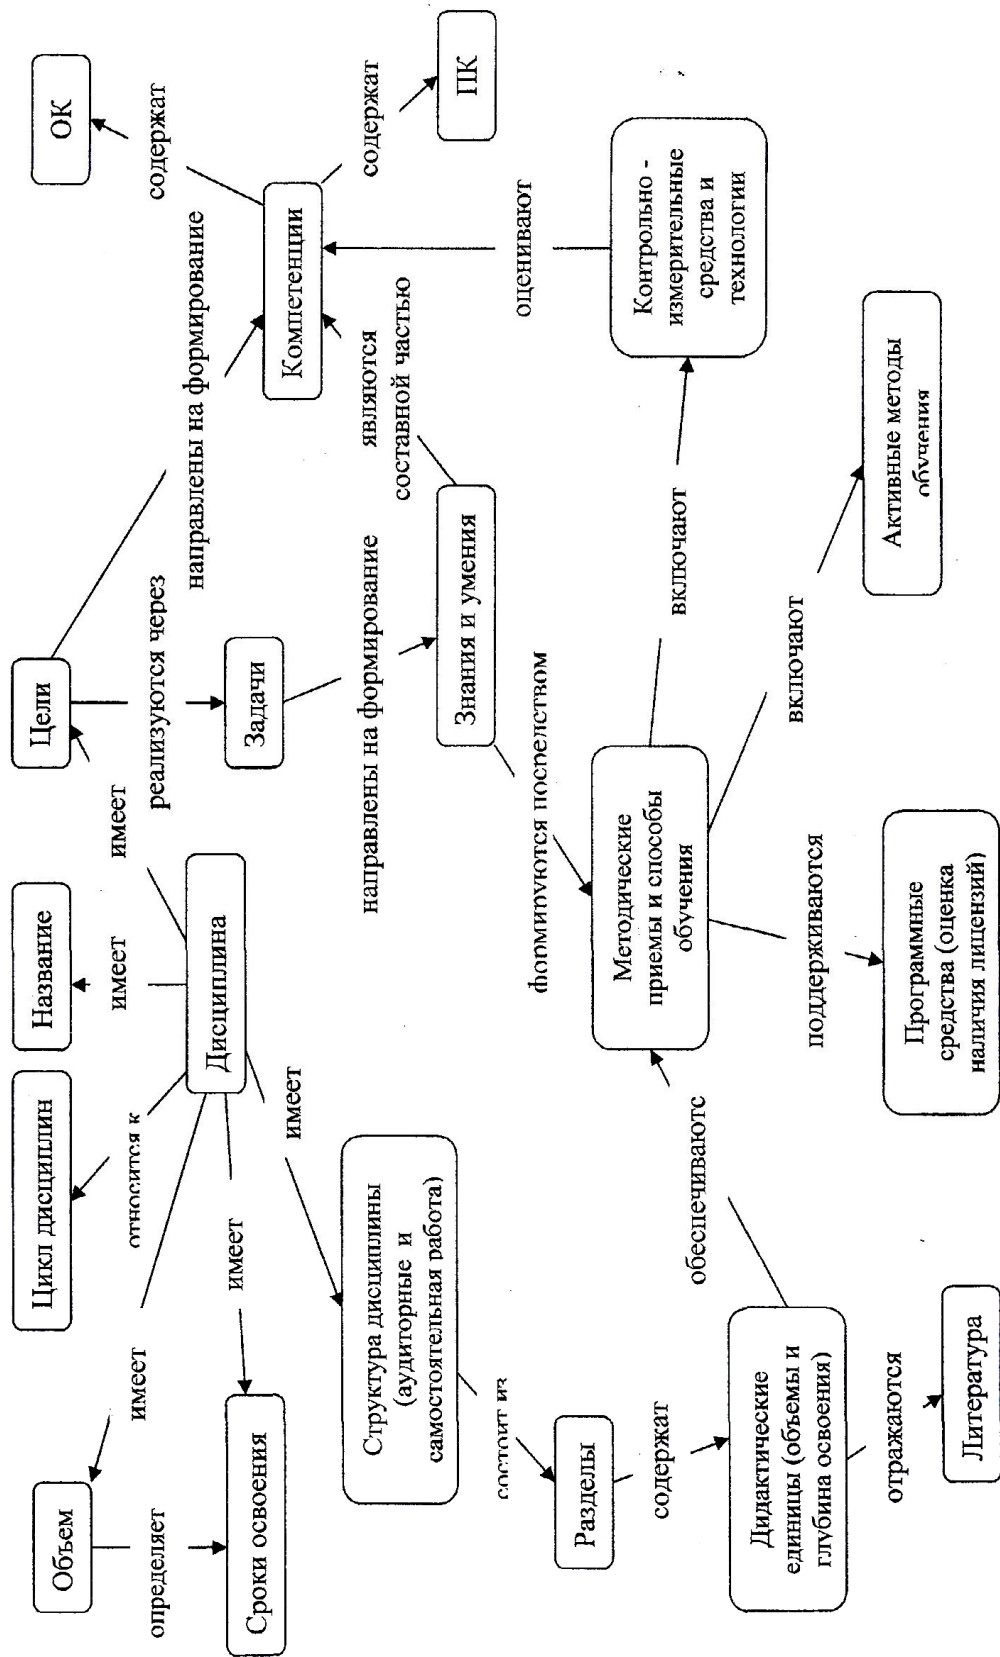 Объем
Цикл дисциплин
Название
Цели
ОК
определяет
имеет
относится к
имеет
имеет
реализуются через
направлены на формирование
содержат
Сроки освоения
имеет
Дисциплина
Задачи
Компетенции
содержат
ПК
имеет
направлены на формирование
являются
составной частью
Структура дисциплины
(аудиторные и
самостоятельная работа)
Знания и умения
оценивают
состоит из
формируются посредством
Разделы
Методические
приемы и способы
обучения
включают
Контрольно -
измерительные
средства и
технологии
содержат
обеспечиваютс
включают
Дидактические
единицы (объемы и
глубина освоения)
поддерживаются
Активные методы
обучения
отражаются
Программные
средства (оценка
наличия лицензий)
Литература